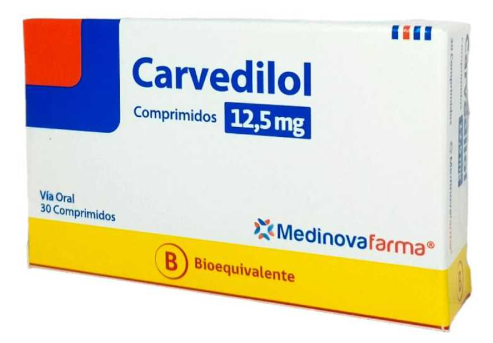 Carvedilol
Comprimidos 12,5 mg
Vía Oral
30 Comprimidos
Medinovafarma®
B Bioequivalente